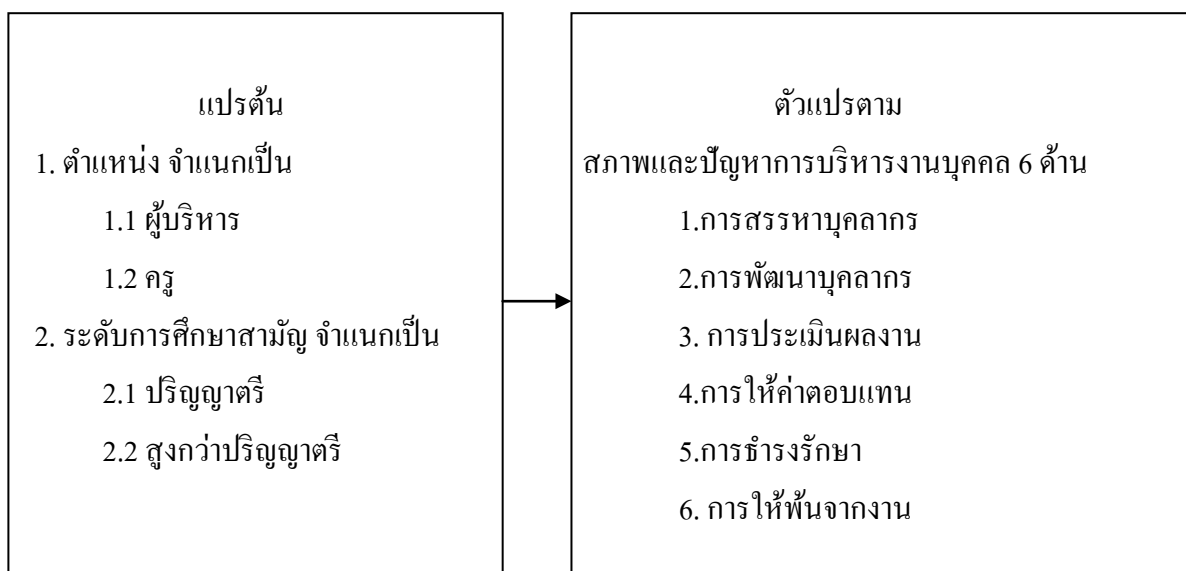 แปรต้น
1. ตำแหน่ง จำแนกเป็น
1.1 ผู้บริหาร
1.2 ครู
2. ระดับการศึกษาสามัญ จำแนกเป็น
2.1 ปริญญาตรี
2.2 สูงกว่าปริญญาตรี
ตัวแปรตาม
สภาพและปัญหาการบริหารงานบุคคล 6 ด้าน
1.การสรรหาบุคลากร
2.การพัฒนาบุคลากร
3. การประเมินผลงาน
4.การให้ค่าตอบแทน
5.การธำรงรักษา
6. การให้พ้นจากงาน